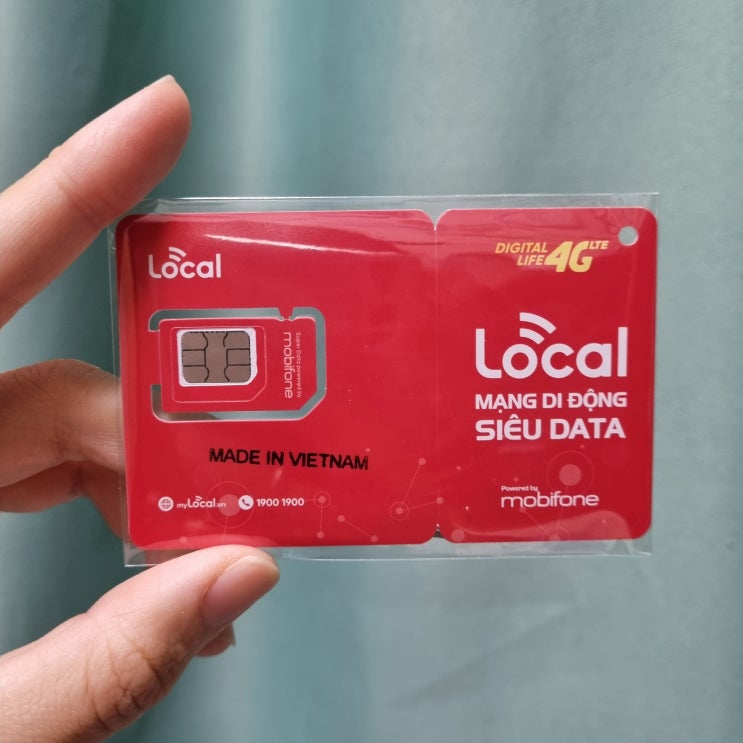 Local
Super Data powered by
mobifone
MADE IN VIETNAM
myLocal.vn
1900 1900
DIGITAL LIFE 4G LTE
Local
MẠNG DI ĐỘNG
SIÊU DATA
Powered by
mobifone